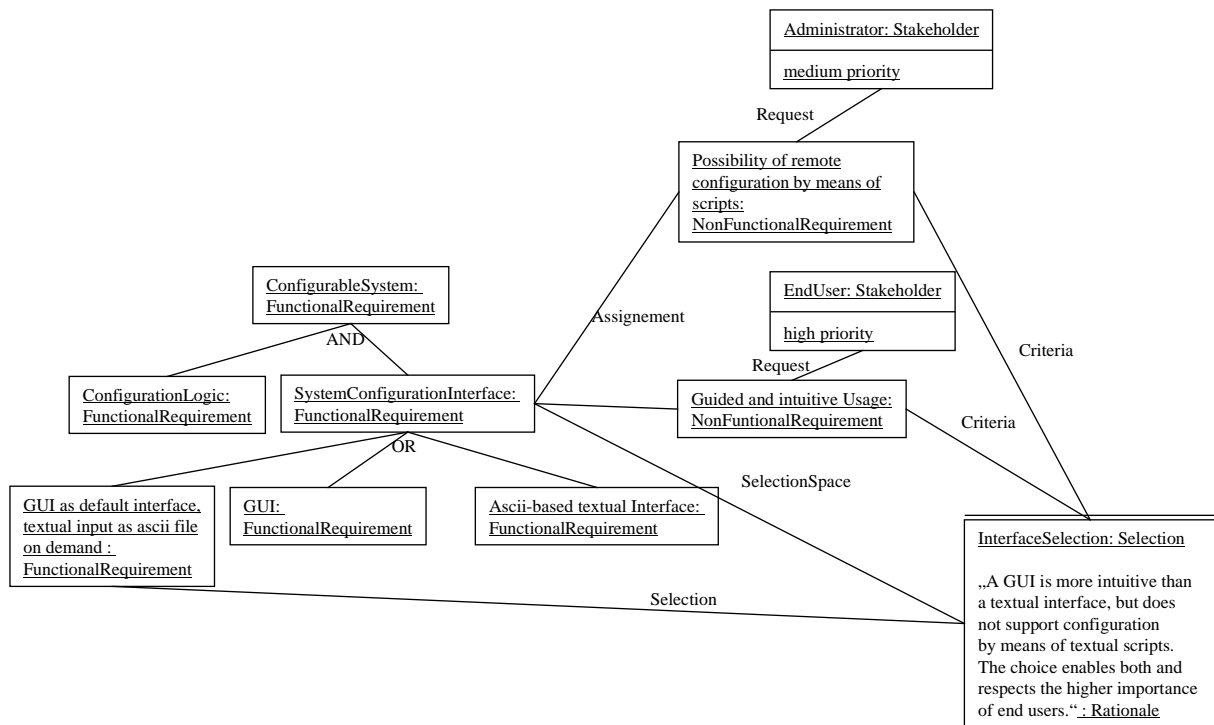 Administrator: Stakeholder
medium priority
Request
Possibility of remote
configuration by means of
scripts:
NonFunctionalRequirement
ConfigurableSystem:
FunctionalRequirement
EndUser: Stakeholder
high priority
Assignement
AND
Criteria
Request
ConfigurationLogic:
FunctionalRequirement
SystemConfigurationInterface:
FunctionalRequirement
Guided and intuitive Usage:
NonFuntionalRequirement
Criteria
OR
SelectionSpace
GUI as default interface,
textual input as ascii file
on demand :
FunctionalRequirement
GUI:
FunctionalRequirement
Ascii-based textual Interface:
FunctionalRequirement
InterfaceSelection: Selection
„A GUI is more intuitive than
a textual interface, but does
not support configuration
by means of textual scripts.
The choice enables both and
respects the higher importance
of end users.“ : Rationale
Selection